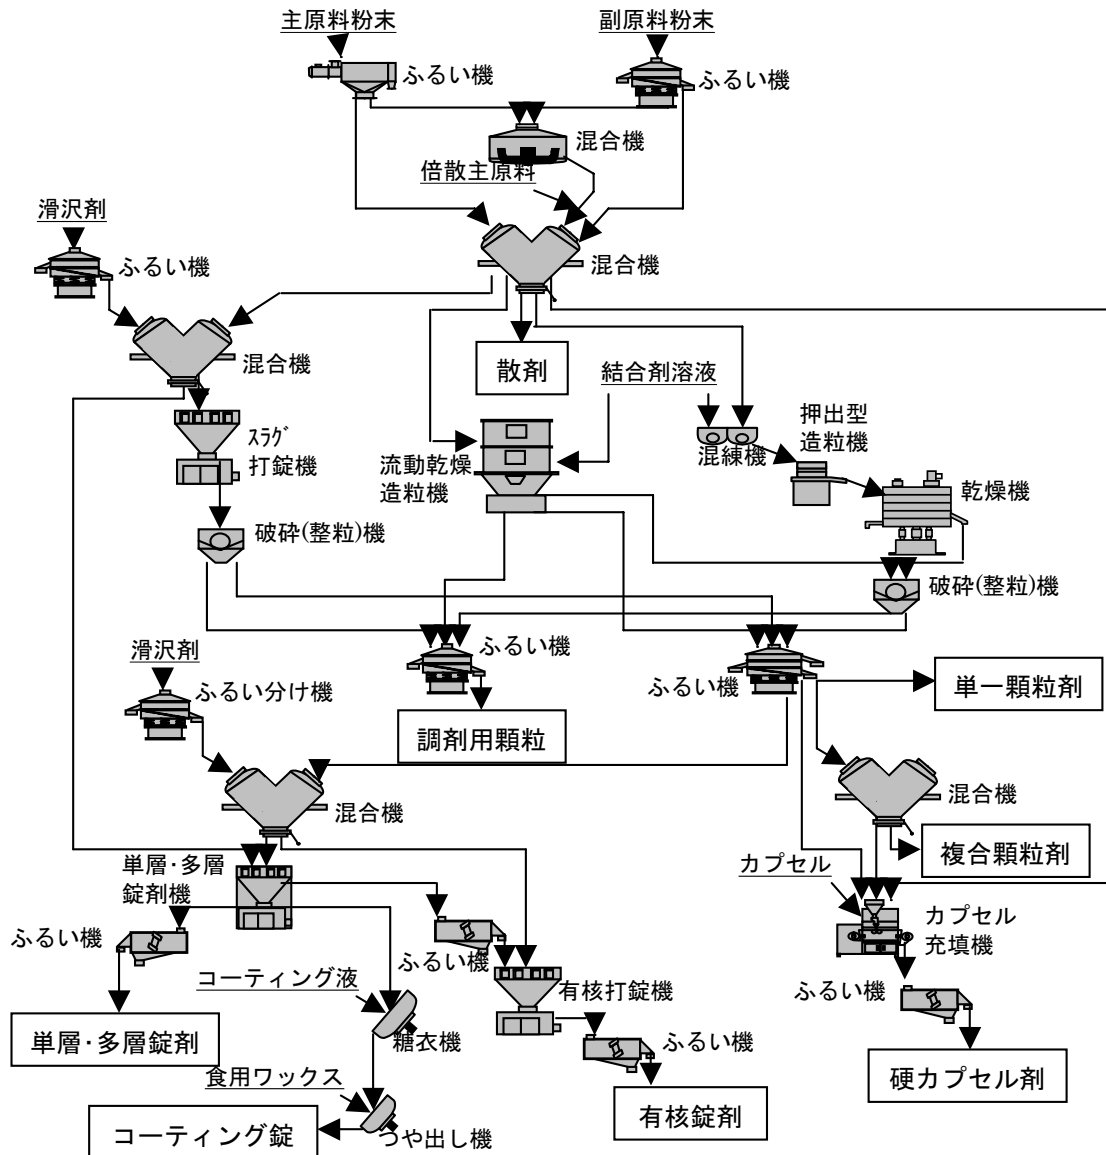 主原料粉末
副原料粉末
ふるい機
ふるい機
混合機
倍散主原料
滑沢剤
ふるい機
混合機
混合機
散剤
結合剤溶液
押出型
造粒機
混練機
ｽﾗｸﾞ
打錠機
流動乾燥
造粒機
乾燥機
破砕(整粒)機
破砕(整粒)機
ふるい機
滑沢剤
ふるい分け機
ふるい機
単一顆粒剤
調剤用顆粒
混合機
混合機
複合顆粒剤
単層･多層
錠剤機
カプセル
カプセル
充填機
ふるい機
ふるい機
コーティング液
有核打錠機
ふるい機
単層･多層錠剤
糖衣機
ふるい機
食用ワックス
硬カプセル剤
有核錠剤
コーティング錠
つや出し機